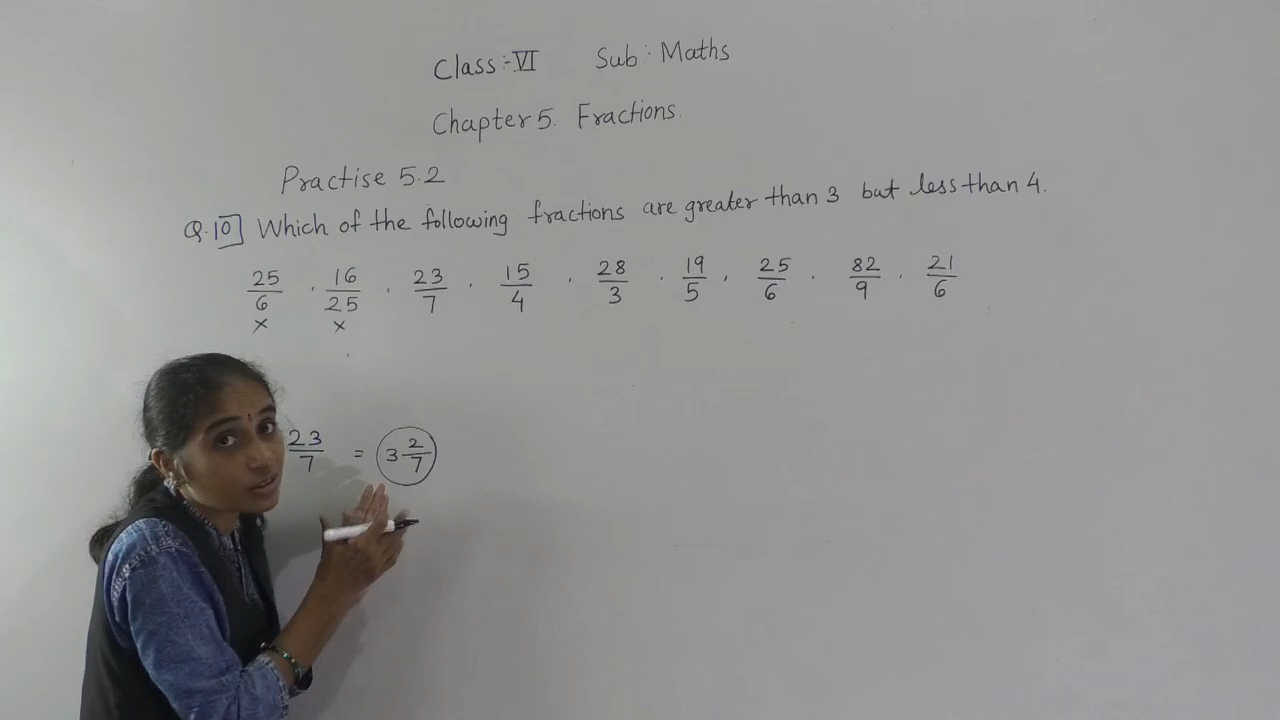 Class:- VI Sub:- Maths
Chapter 5. Fractions.
Practise 5.2
Q.10] Which of the following fractions are greater than 3 but less than 4.
25/6 , 16/25 , 23/7 , 15/4 , 28/3 , 19/5 , 25/6 , 82/9 , 21/6
x x
23/7 = 3 2/7